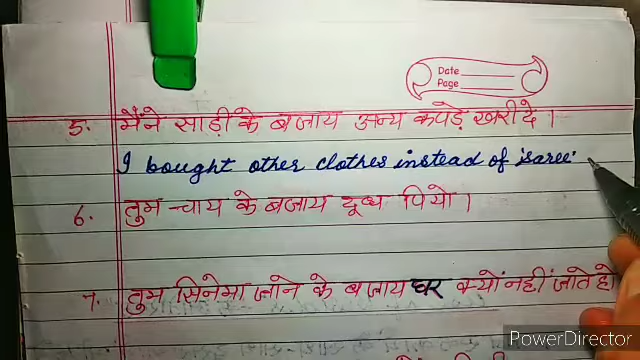 Date
Page
5. मैंने साड़ी के बजाय अन्य कपड़े खरीदे ।
I bought other clothes instead of 'saree'
6. तुम चाय के बजाय दूध पियो ।
7. तुम सिनेमा जाने के बजाय घर क्यों नहीं जाते हो
PowerDirector